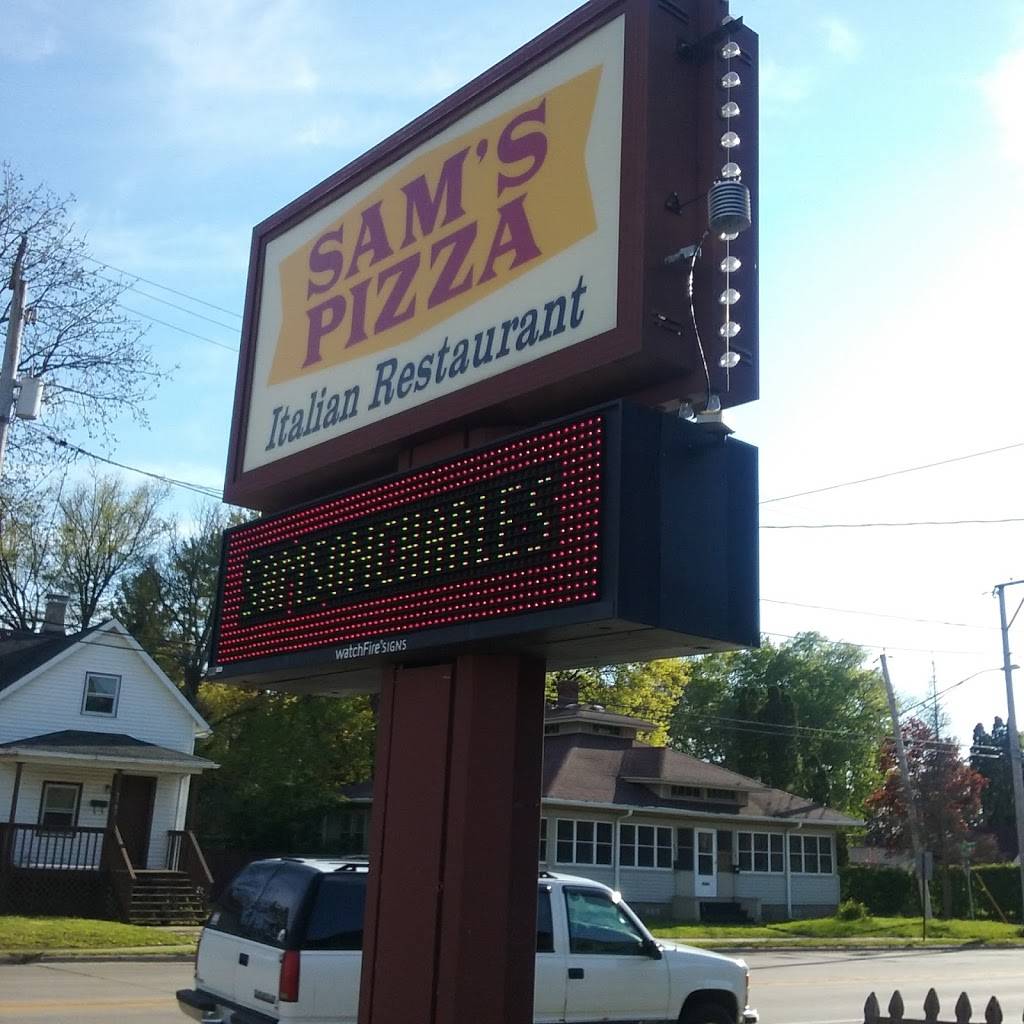 SAM'S
PIZZA
Italian Restaurant
watchFire SIGNS